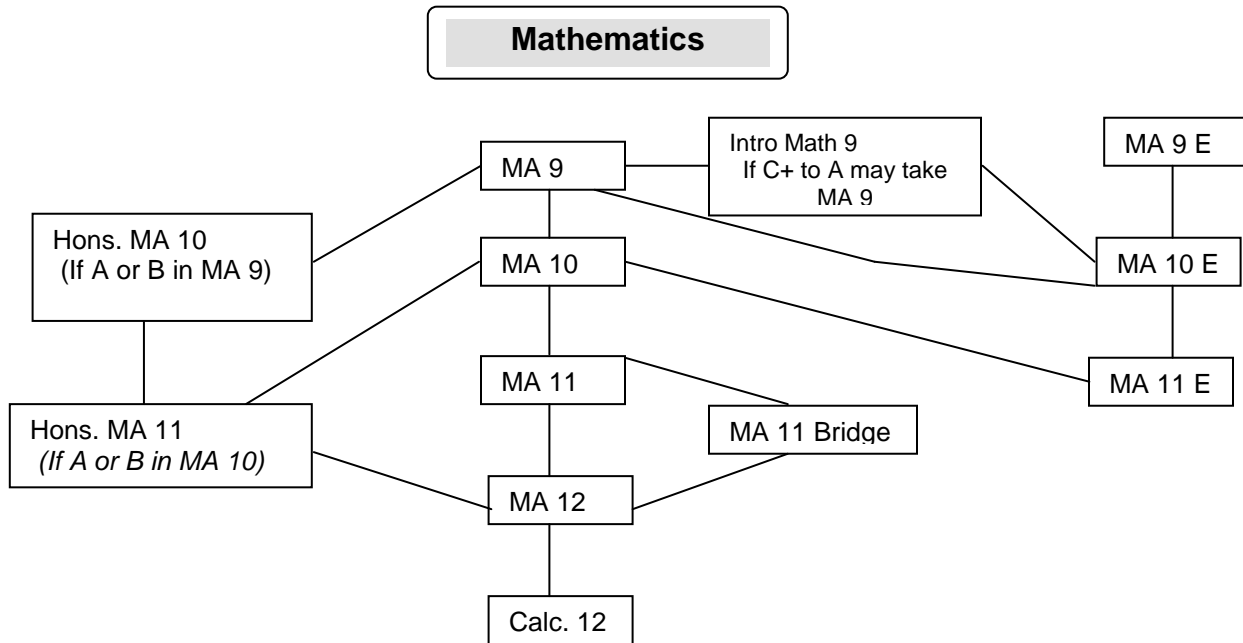 Mathematics
MA 9
Intro Math 9
If C+ to A may take
MA 9
MA 9 E
Hons. MA 10
(If A or B in MA 9)
MA 10
MA 10 E
MA 11
MA 11 E
Hons. MA 11
(If A or B in MA 10)
MA 11 Bridge
MA 12
Calc. 12